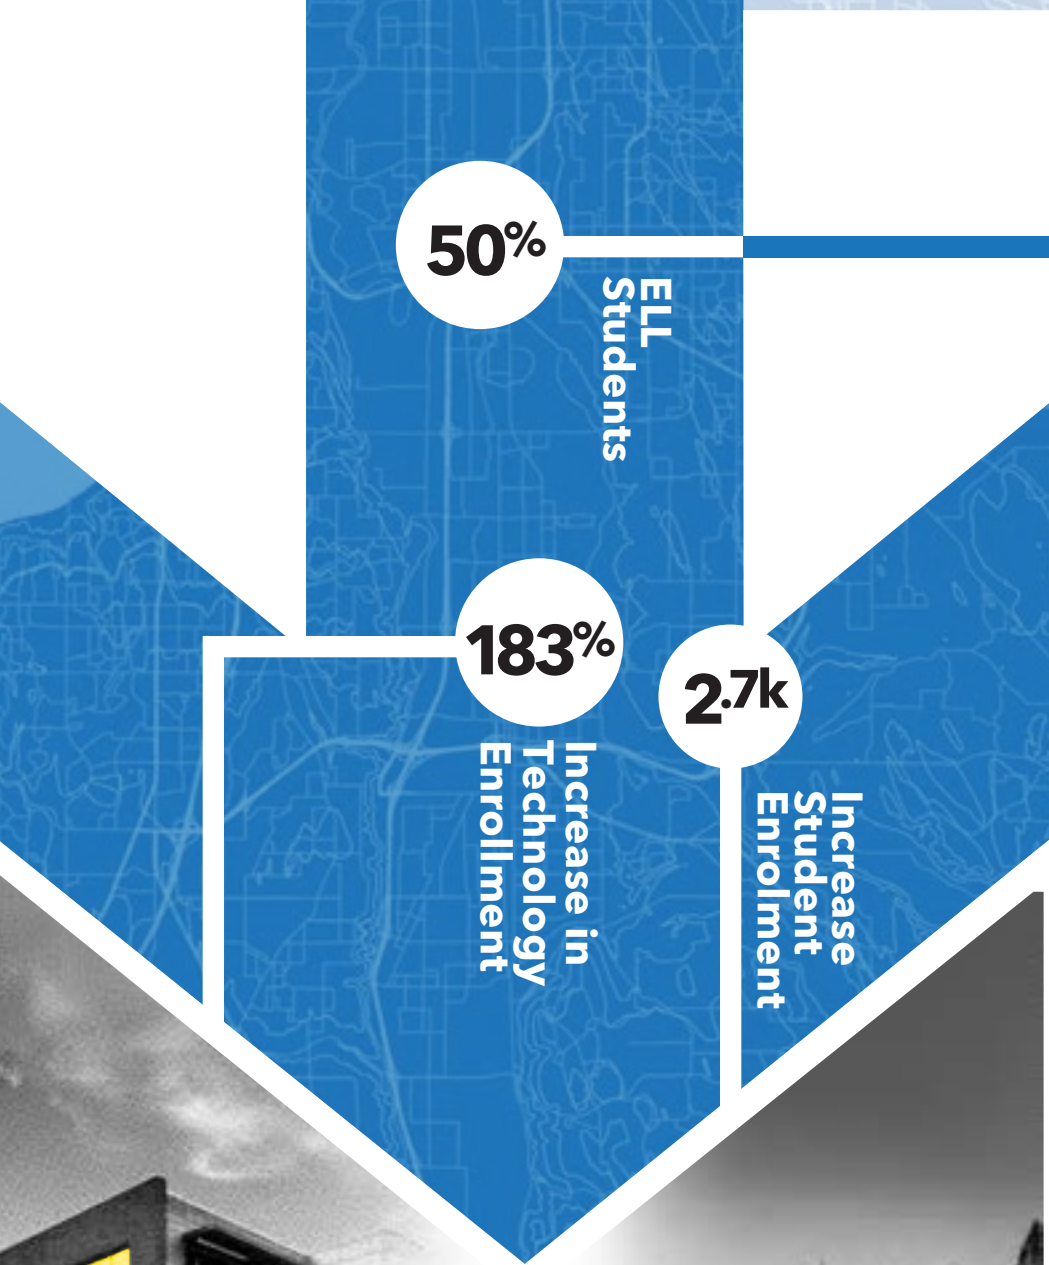 50%
ELL
Students
183%
Increase in
Technology
Enrollment
2.7k
Increase
Student
Enrolment